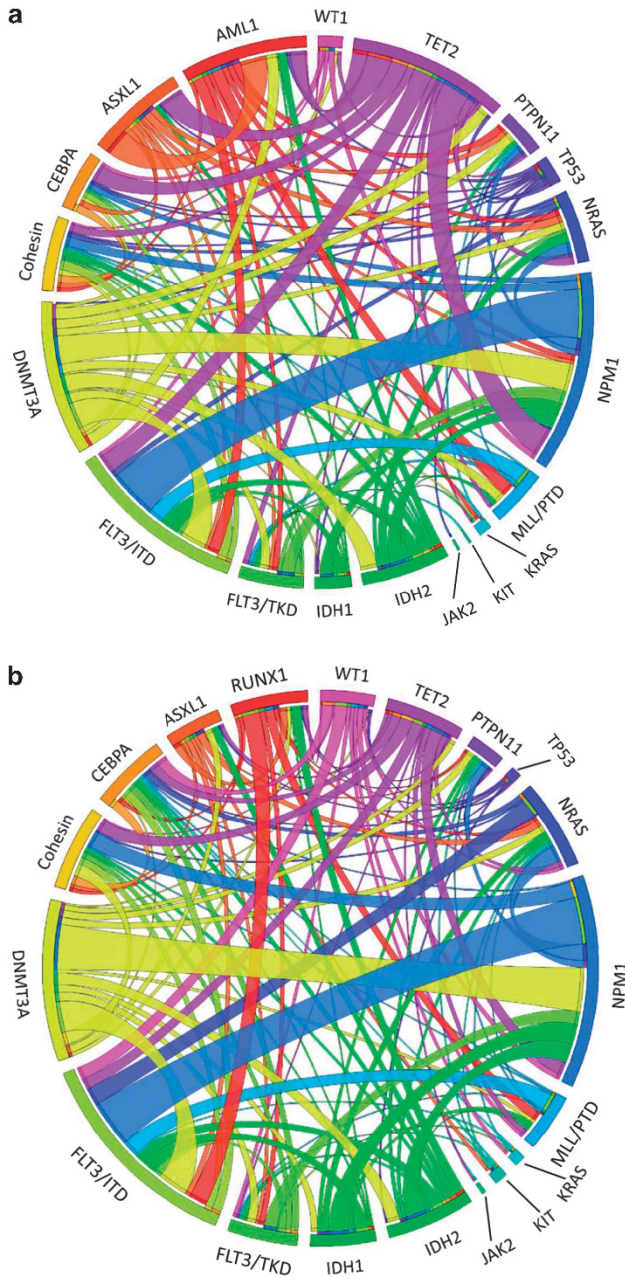 a
WT1
AML1
TET2
ASXL1
PTPN11
CEBPA
TP53
NRAS
Cohesin
DNMT3A
NPM1
FLT3/ITD
MLL/PTD
FLT3/TKD
IDH1
IDH2
KRAS
KIT
JAK2
b
RUNX1
WT1
TET2
ASXL1
PTPN11
CEBPA
TP53
NRAS
Cohesin
DNMT3A
NPM1
FLT3/ITD
MLL/PTD
FLT3/TKD
IDH1
IDH2
KRAS
KIT
JAK2